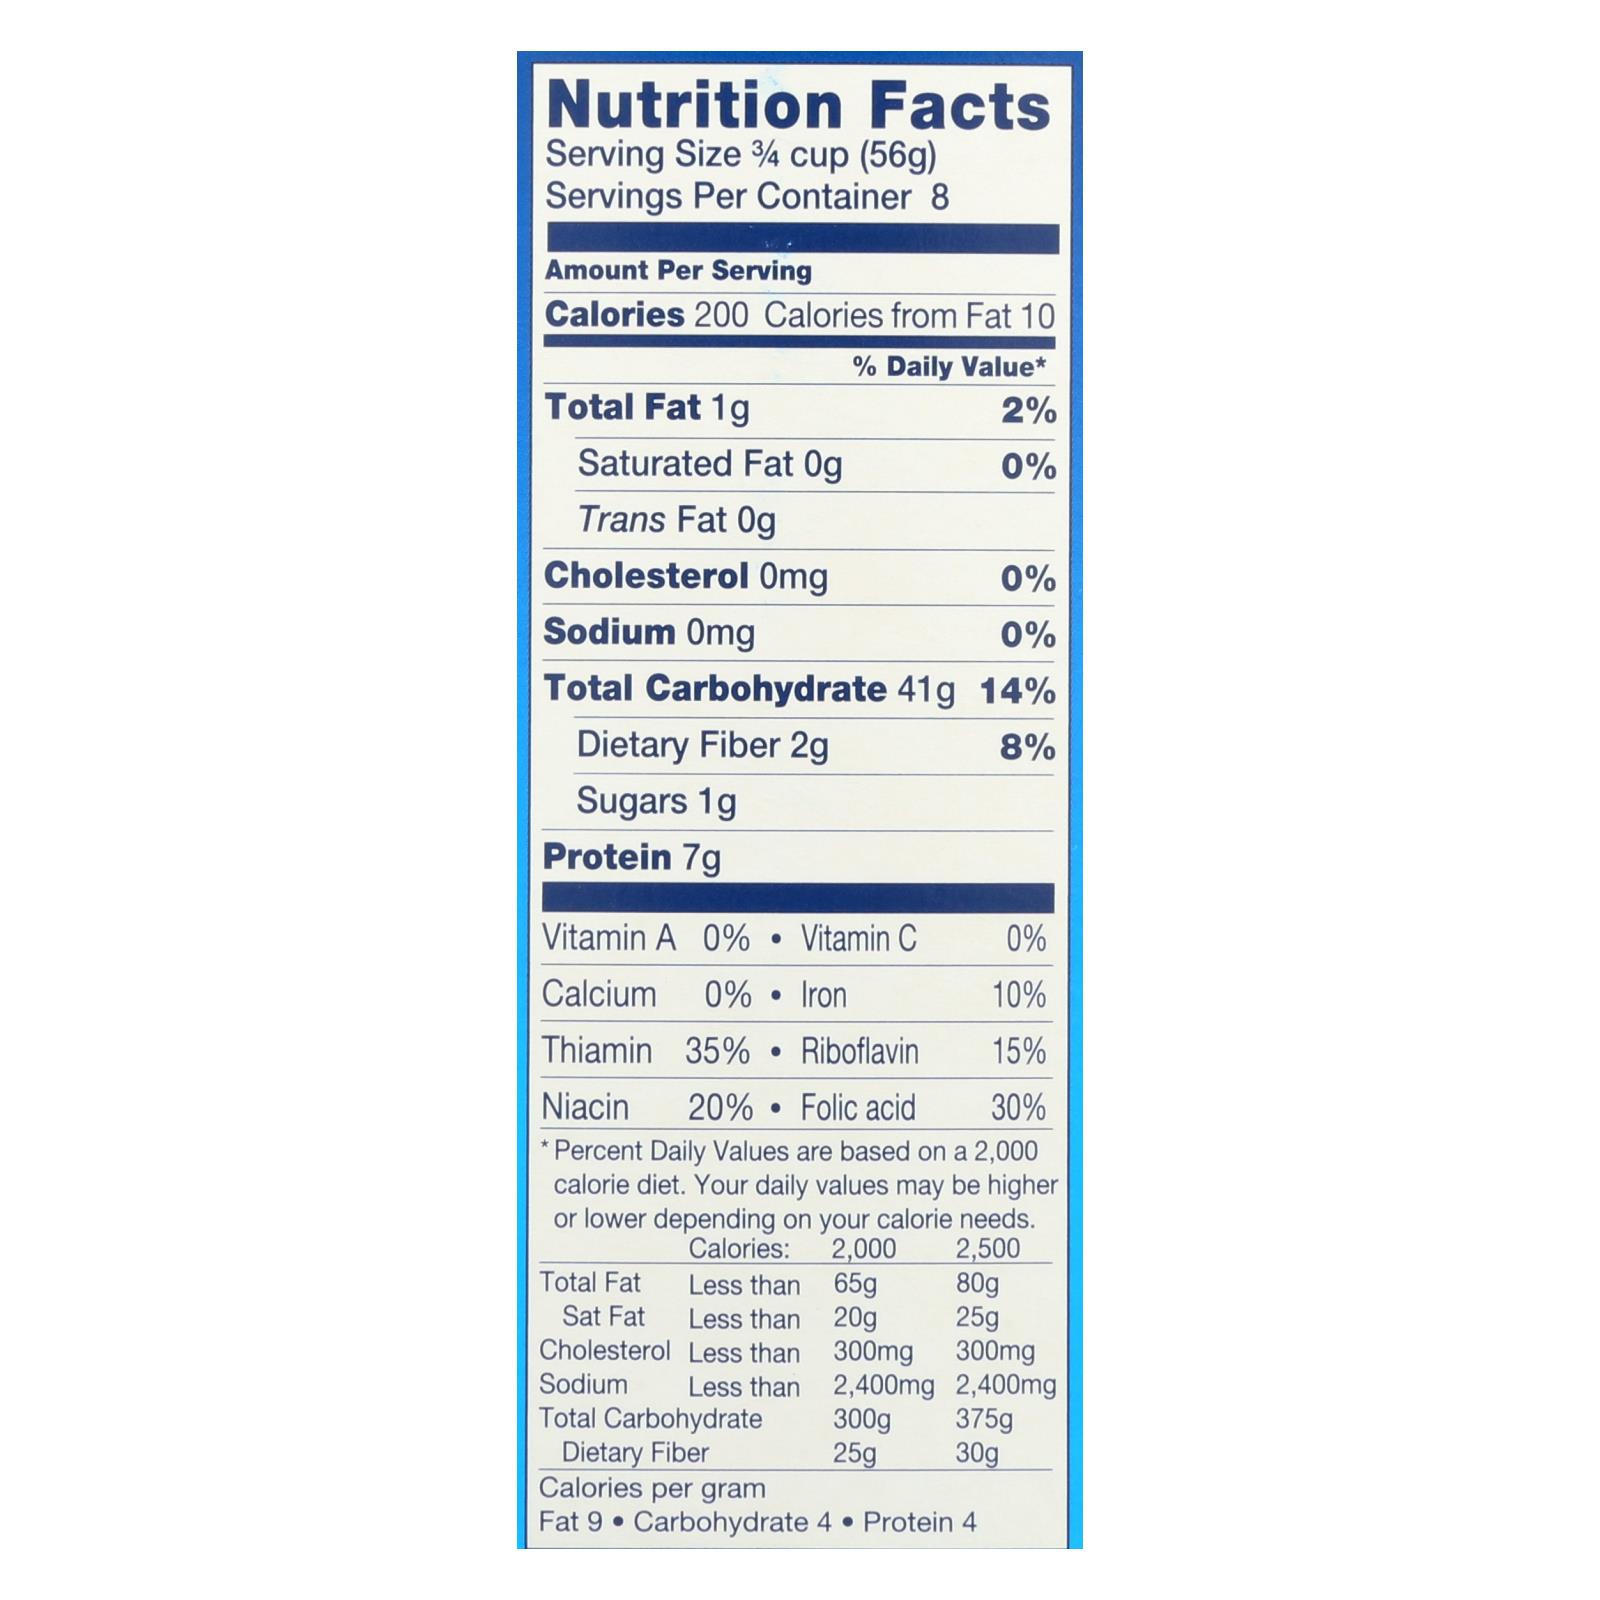 Nutrition Facts
Serving Size ¾ cup (56g)
Servings Per Container 8
Amount Per Serving
Calories 200 Calories from Fat 10
% Daily Value*
Total Fat 1g 2%
Saturated Fat 0g 0%
Trans Fat 0g
Cholesterol 0mg 0%
Sodium 0mg 0%
Total Carbohydrate 41g 14%
Dietary Fiber 2g 8%
Sugars 1g
Protein 7g
Vitamin A 0% • Vitamin C 0%
Calcium 0% • Iron 10%
Thiamin 35% • Riboflavin 15%
Niacin 20% • Folic acid 30%
* Percent Daily Values are based on a 2,000
calorie diet. Your daily values may be higher
or lower depending on your calorie needs.
Calories: 2,000 2,500
Total Fat Less than 65g 80g
Sat Fat Less than 20g 25g
Cholesterol Less than 300mg 300mg
Sodium Less than 2,400mg 2,400mg
Total Carbohydrate 300g 375g
Dietary Fiber 25g 30g
Calories per gram
Fat 9 • Carbohydrate 4 • Protein 4